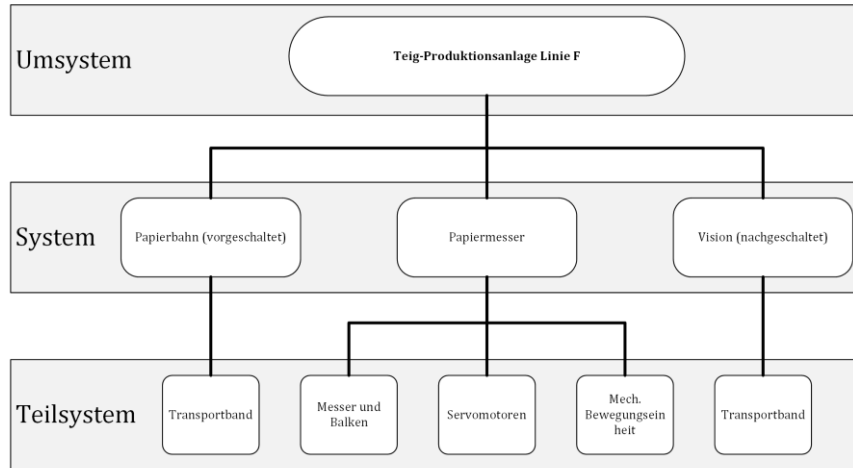 Umsystem
Teig-Produktionsanlage Linie F
System
Papierbahn (vorgeschaltet)
Papiermesser
Vision (nachgeschaltet)
Teilsystem
Transportband
Messer und
Balken
Servomotoren
Mech.
Bewegungsein
heit
Transportband